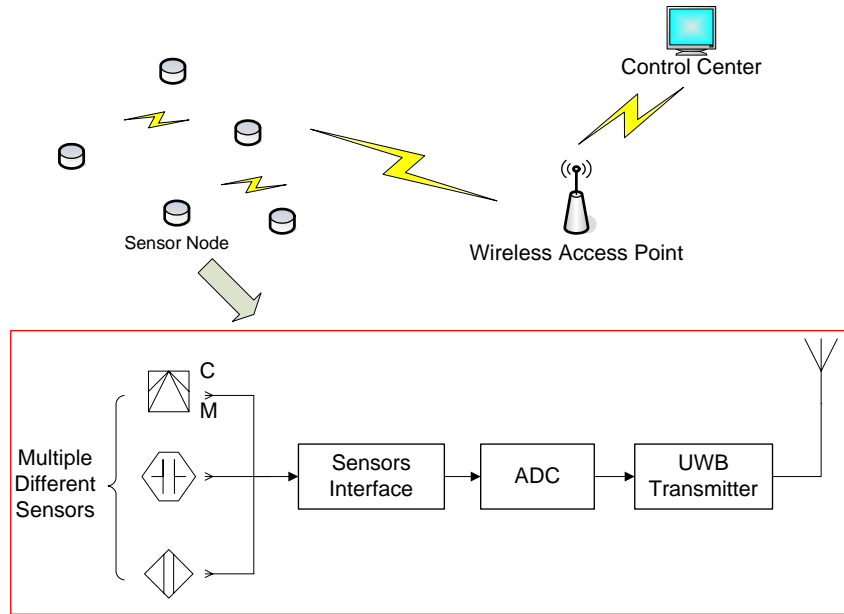 Control Center
Sensor Node
Wireless Access Point
C
M
Multiple
Different
Sensors
Sensors
Interface
ADC
UWB
Transmitter